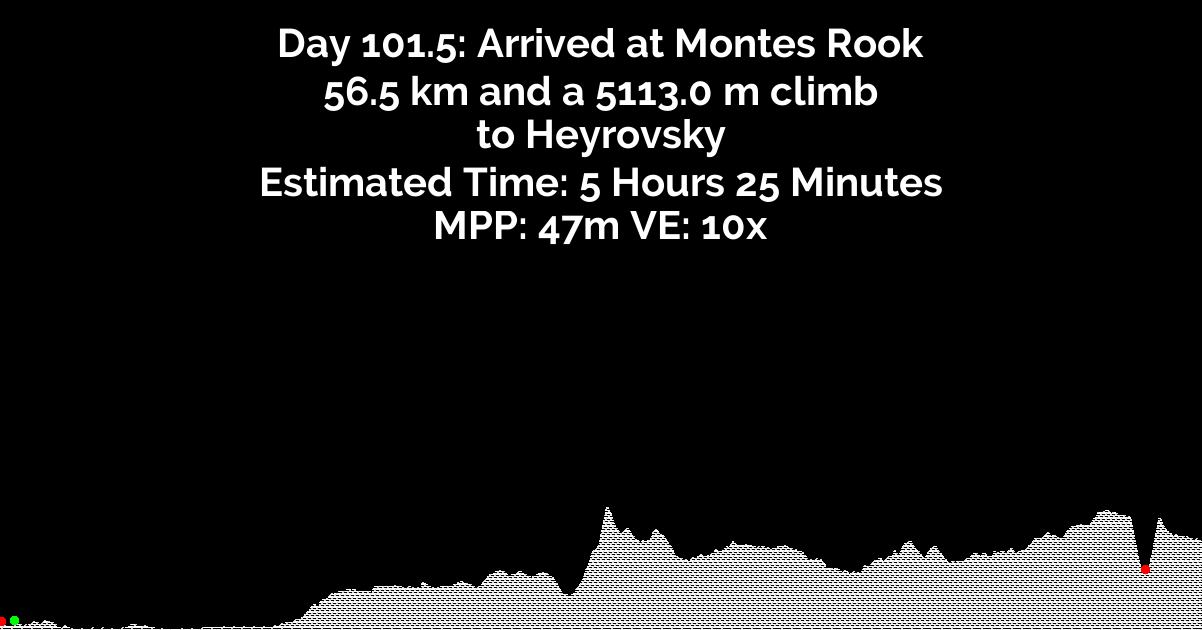 Day 101.5: Arrived at Montes Rook
56.5 km and a 5113.0 m climb
to Heyrovsky
Estimated Time: 5 Hours 25 Minutes
MPP: 47m VE: 10x